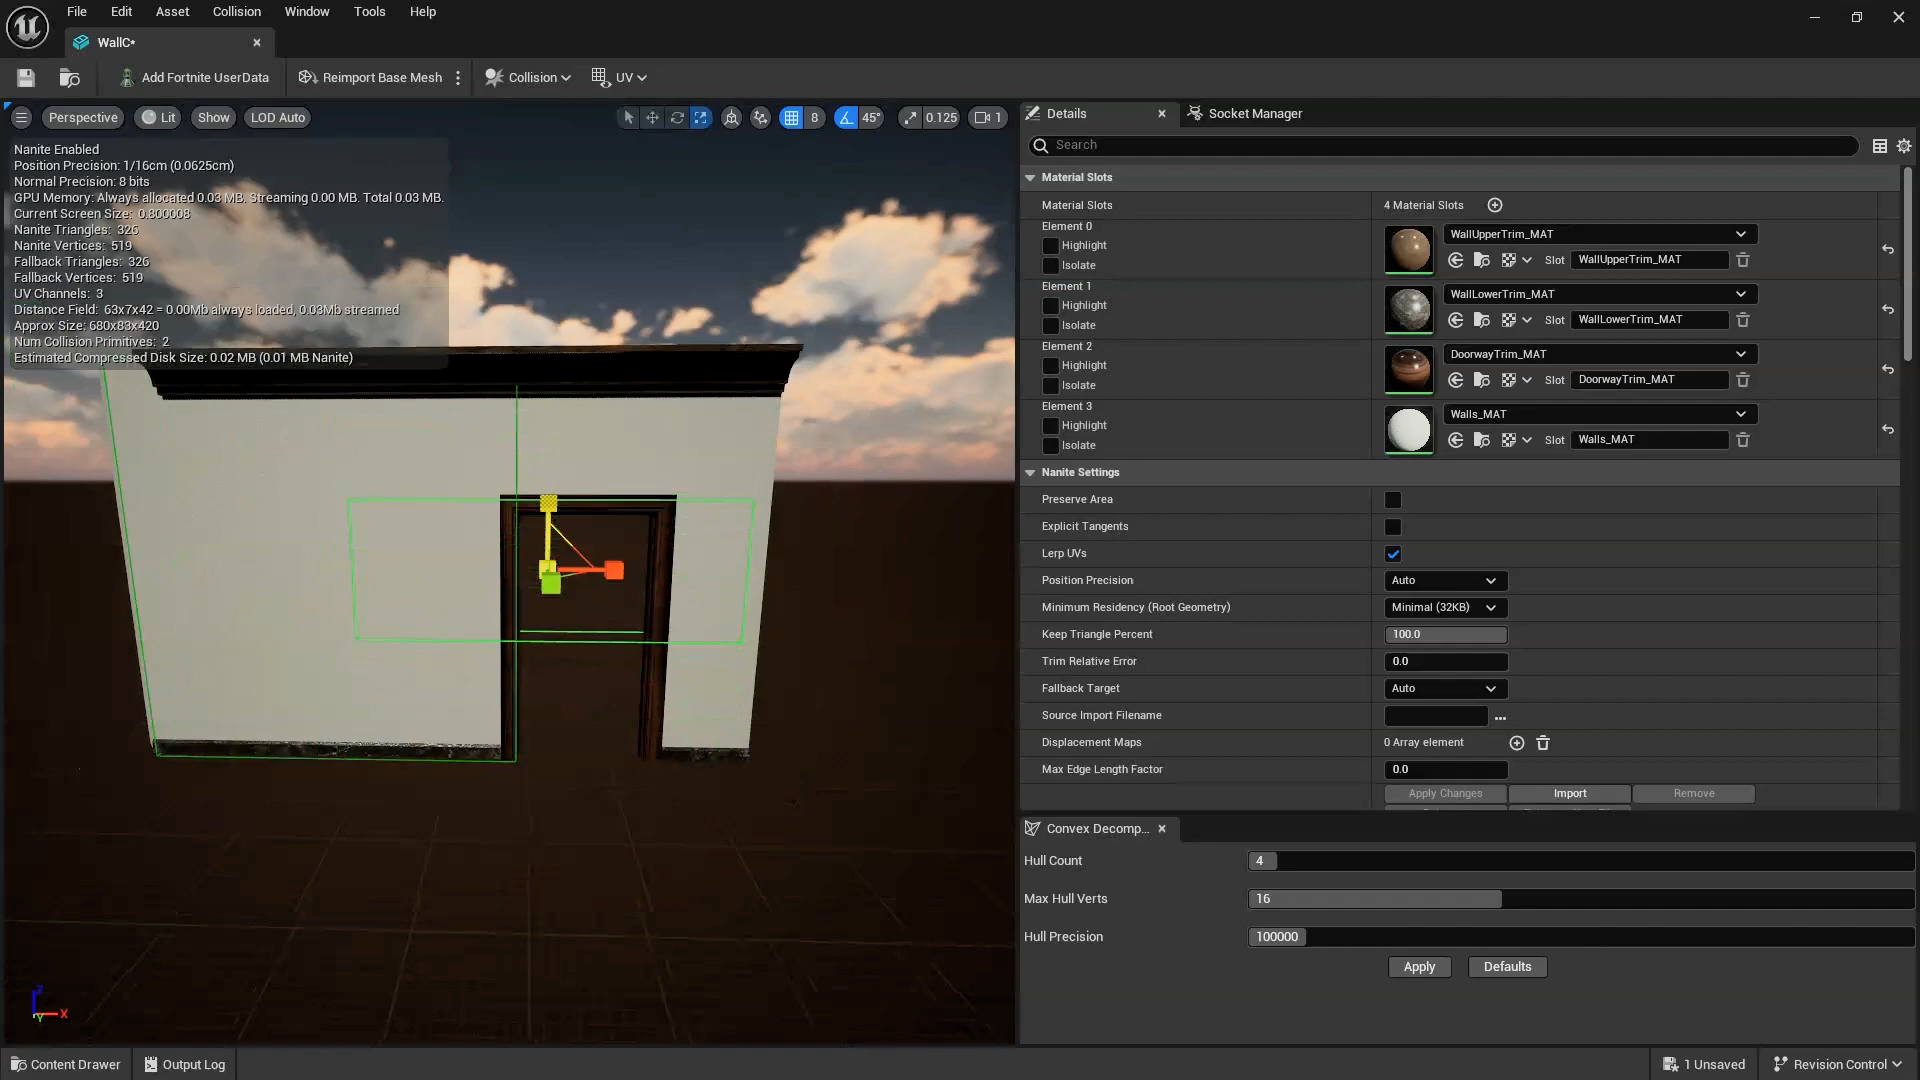 File Edit Asset Collision Window Tools Help
WallC*
Add Fortnite UserData Reimport Base Mesh Collision UV
Perspective Lit Show LOD Auto 8 45° 0.125 1
Nanite Enabled
Position Precision: 1/16cm (0.0625cm)
Normal Precision: 8 bits
GPU Memory: Always allocated 0.03 MB. Streaming 0.00 MB. Total 0.03 MB.
Current Screen Size: 0.800008
Nanite Triangles: 326
Nanite Vertices: 519
Fallback Triangles: 326
Fallback Vertices: 519
UV Channels: 3
Distance Field: 63x7x42 = 0.00Mb always loaded, 0.03Mb streamed
Approx Size: 680x83x420
Num Collision Primitives: 2
Estimated Compressed Disk Size: 0.02 MB (0.01 MB Nanite)
Z
X
Y
Details Socket Manager
Search
Material Slots
Material Slots 4 Material Slots
Element 0
Highlight
Isolate
WallUpperTrim_MAT
Slot WallUpperTrim_MAT
Element 1
Highlight
Isolate
WallLowerTrim_MAT
Slot WallLowerTrim_MAT
Element 2
Highlight
Isolate
DoorwayTrim_MAT
Slot DoorwayTrim_MAT
Element 3
Highlight
Isolate
Walls_MAT
Slot Walls_MAT
Nanite Settings
Preserve Area
Explicit Tangents
Lerp UVs
Position Precision Auto
Minimum Residency (Root Geometry) Minimal (32KB)
Keep Triangle Percent 100.0
Trim Relative Error 0.0
Fallback Target Auto
Source Import Filename
Displacement Maps 0 Array element
Max Edge Length Factor 0.0
Apply Changes Import Remove
Convex Decomp...
Hull Count 4
Max Hull Verts 16
Hull Precision 100000
Apply Defaults
Content Drawer Output Log 1 Unsaved Revision Control